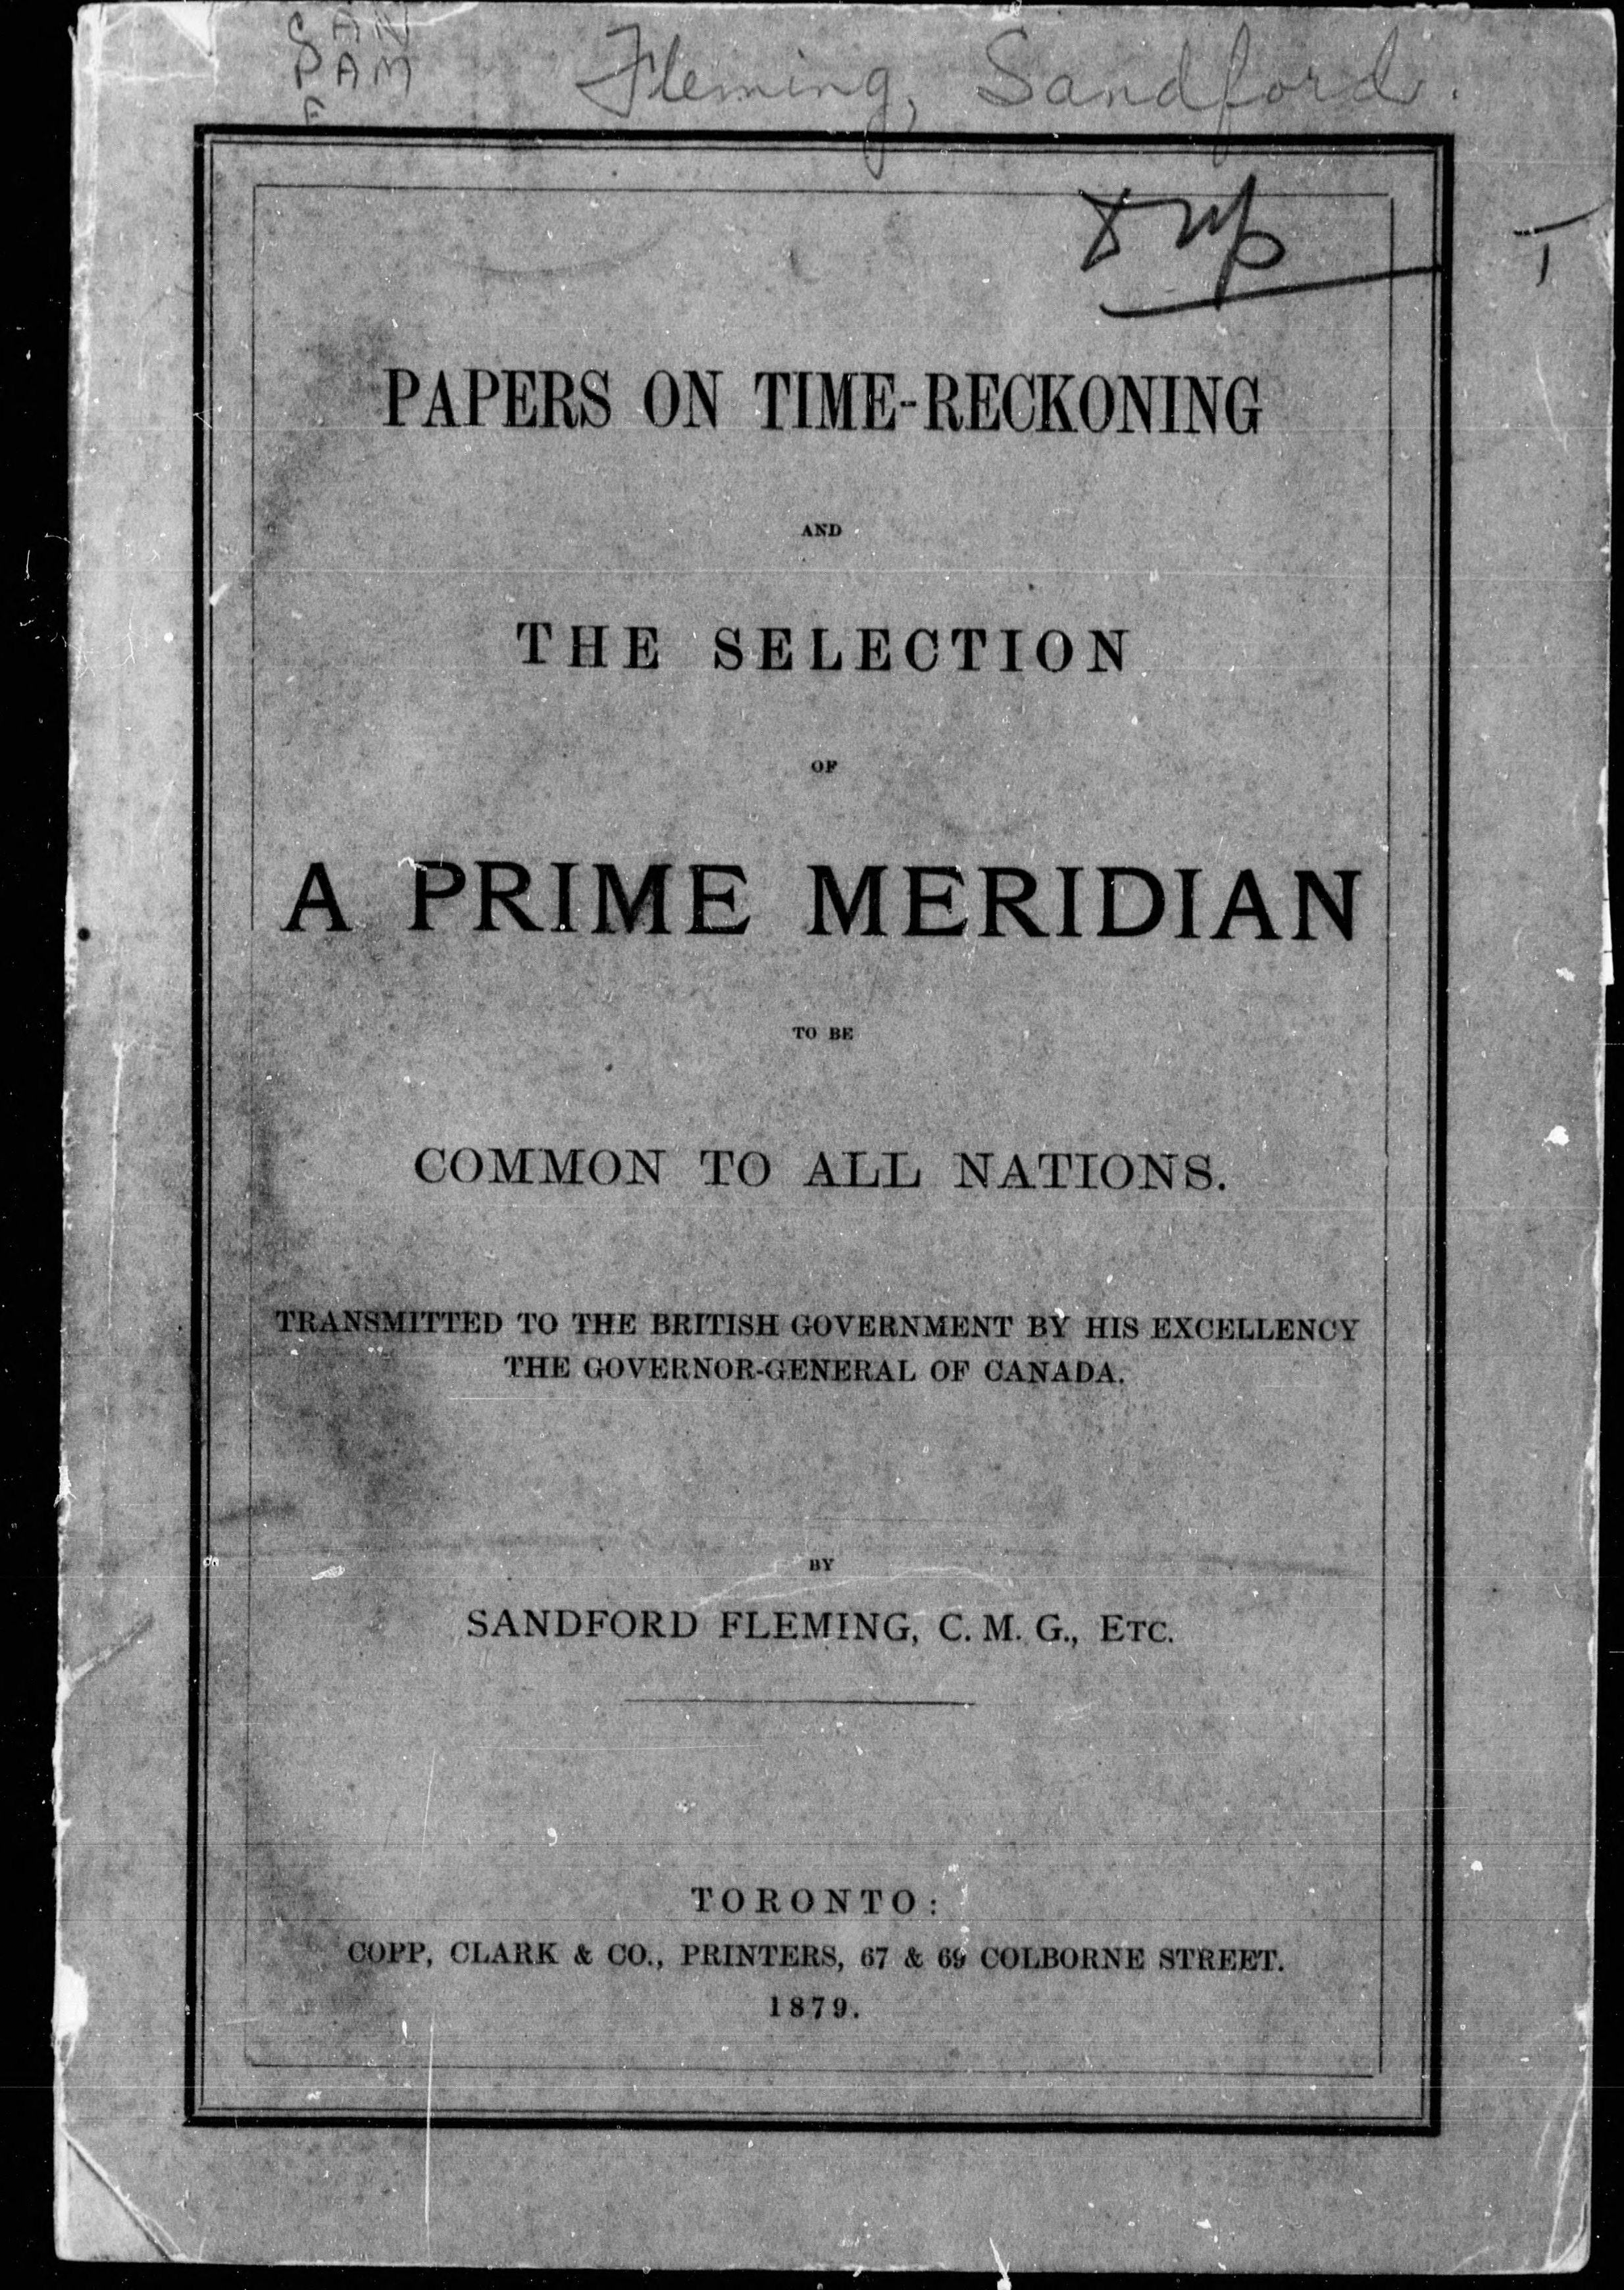 SAN
PAM
F
Fleming, Sandford.
PAPERS ON TIME-RECKONING
AND
THE SELECTION
OF
A PRIME MERIDIAN
TO BE
COMMON TO ALL NATIONS.
TRANSMITTED TO THE BRITISH GOVERNMENT BY HIS EXCELLENCY
THE GOVERNOR-GENERAL OF CANADA.
BY
SANDFORD FLEMING, C. M. G., ETC.
TORONTO:
COPP, CLARK & CO., PRINTERS, 67 & 69 COLBORNE STREET.
1879.